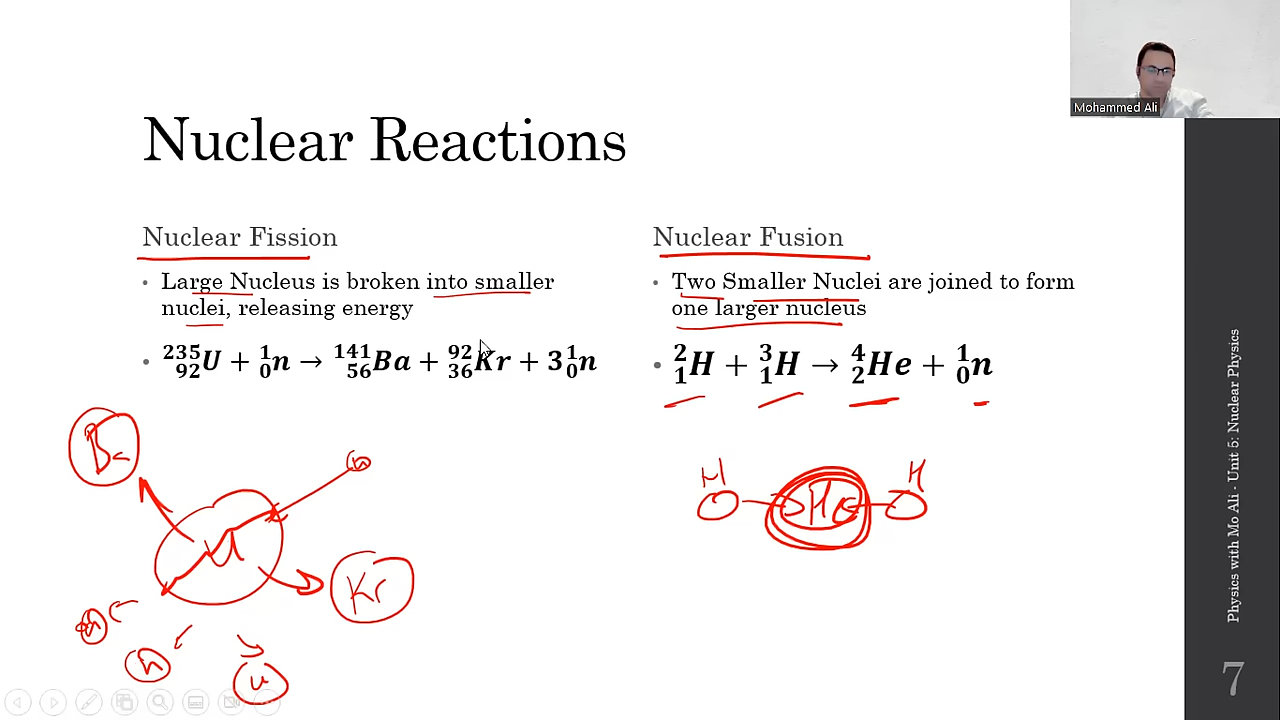 Mohammed Ali
Nuclear Reactions
Nuclear Fission
• Large Nucleus is broken into smaller
nuclei, releasing energy
• ²³⁵₉₂U + ¹₀n → ¹⁴¹₅₆Ba + ⁹²₃₆Kr + 3¹₀n
Nuclear Fusion
• Two Smaller Nuclei are joined to form
one larger nucleus
• ²₁H + ³₁H → ⁴₂He + ¹₀n
Ba
n
U
Kr
n
n
n
H
He
H
Physics with Mo Ali - Unit 5: Nuclear Physics
7